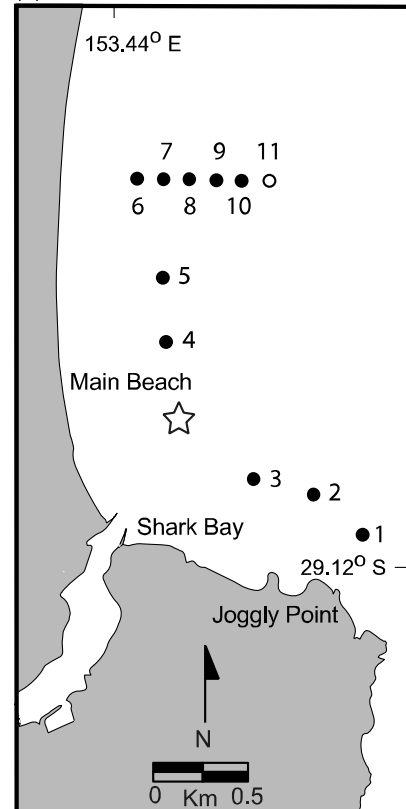 153.44° E
7 9 11
6 8 10
5
4
Main Beach
3
2
1
Shark Bay
29.12° S
Joggly Point
N
0 Km 0.5